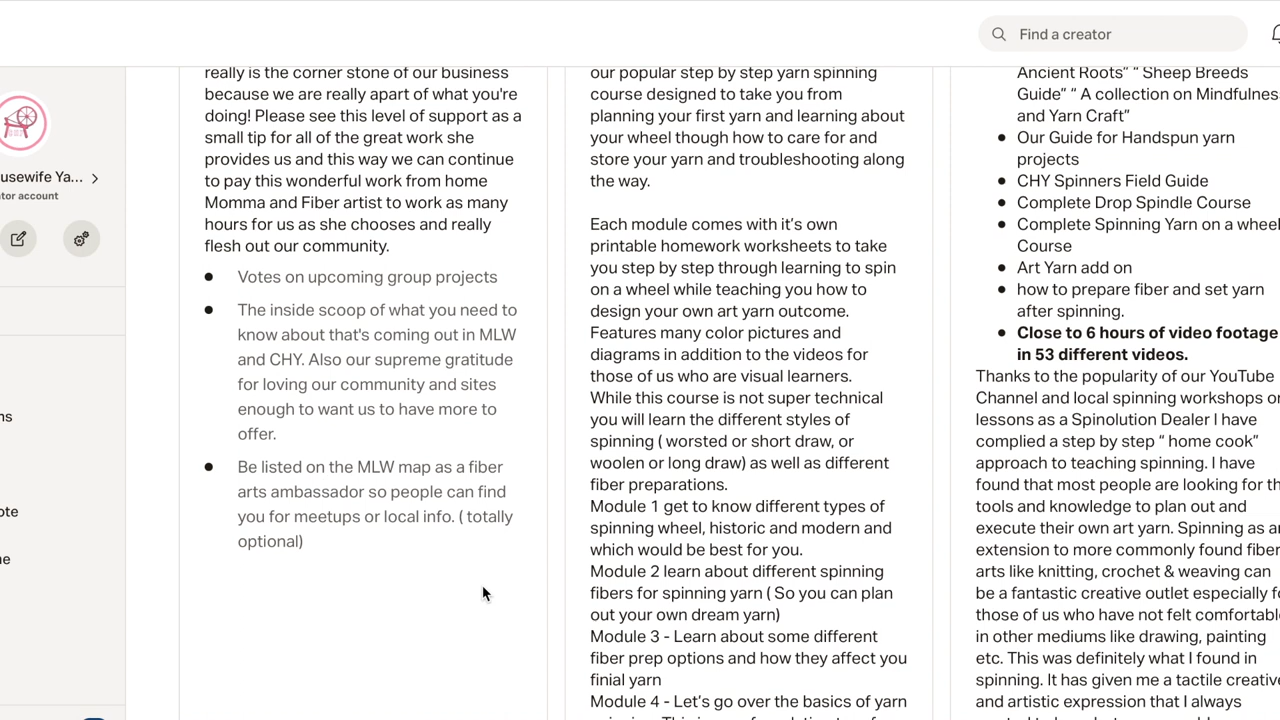 Find a creator
usewife Ya...
tor account
ms
ote
e
really is the corner stone of our business
because we are really apart of what you're
doing! Please see this level of support as a
small tip for all of the great work she
provides us and this way we can continue
to pay this wonderful work from home
Momma and Fiber artist to work as many
hours for us as she chooses and really
flesh out our community.
Votes on upcoming group projects
The inside scoop of what you need to
know about that's coming out in MLW
and CHY. Also our supreme gratitude
for loving our community and sites
enough to want us to have more to
offer.
Be listed on the MLW map as a fiber
arts ambassador so people can find
you for meetups or local info. ( totally
optional)
our popular step by step yarn spinning
course designed to take you from
planning your first yarn and learning about
your wheel though how to care for and
store your yarn and troubleshooting along
the way.
Each module comes with it’s own
printable homework worksheets to take
you step by step through learning to spin
on a wheel while teaching you how to
design your own art yarn outcome.
Features many color pictures and
diagrams in addition to the videos for
those of us who are visual learners.
While this course is not super technical
you will learn the different styles of
spinning ( worsted or short draw, or
woolen or long draw) as well as different
fiber preparations.
Module 1 get to know different types of
spinning wheel, historic and modern and
which would be best for you.
Module 2 learn about different spinning
fibers for spinning yarn ( So you can plan
out your own dream yarn)
Module 3 - Learn about some different
fiber prep options and how they affect you
finial yarn
Module 4 - Let’s go over the basics of yarn
Ancient Roots” “ Sheep Breeds
Guide” “ A collection on Mindfulnes
and Yarn Craft”
Our Guide for Handspun yarn
projects
CHY Spinners Field Guide
Complete Drop Spindle Course
Complete Spinning Yarn on a wheel
Course
Art Yarn add on
how to prepare fiber and set yarn
after spinning.
Close to 6 hours of video footage
in 53 different videos.
Thanks to the popularity of our YouTube
Channel and local spinning workshops or
lessons as a Spinolution Dealer I have
complied a step by step “ home cook”
approach to teaching spinning. I have
found that most people are looking for th
tools and knowledge to plan out and
execute their own art yarn. Spinning as an
extension to more commonly found fiber
arts like knitting, crochet & weaving can
be a fantastic creative outlet especially fo
those of us who have not felt comfortabl
in other mediums like drawing, painting
etc. This was definitely what I found in
spinning. It has given me a tactile creative
and artistic expression that I always